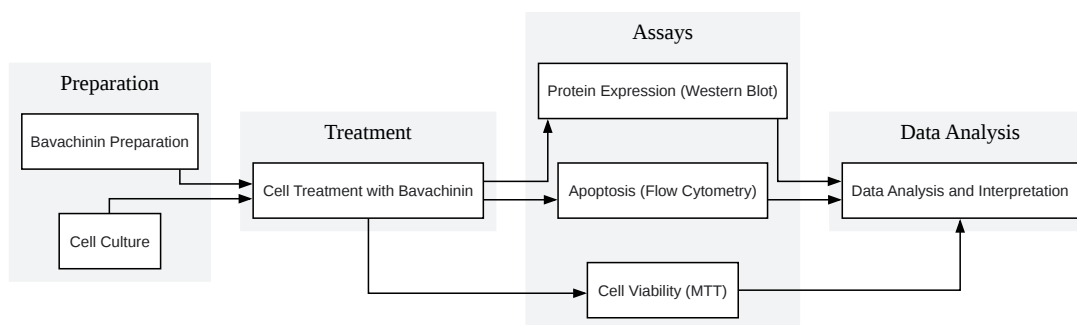 Preparation
Bavachinin Preparation
Cell Culture
Treatment
Cell Treatment with Bavachinin
Assays
Protein Expression (Western Blot)
Apoptosis (Flow Cytometry)
Cell Viability (MTT)
Data Analysis
Data Analysis and Interpretation